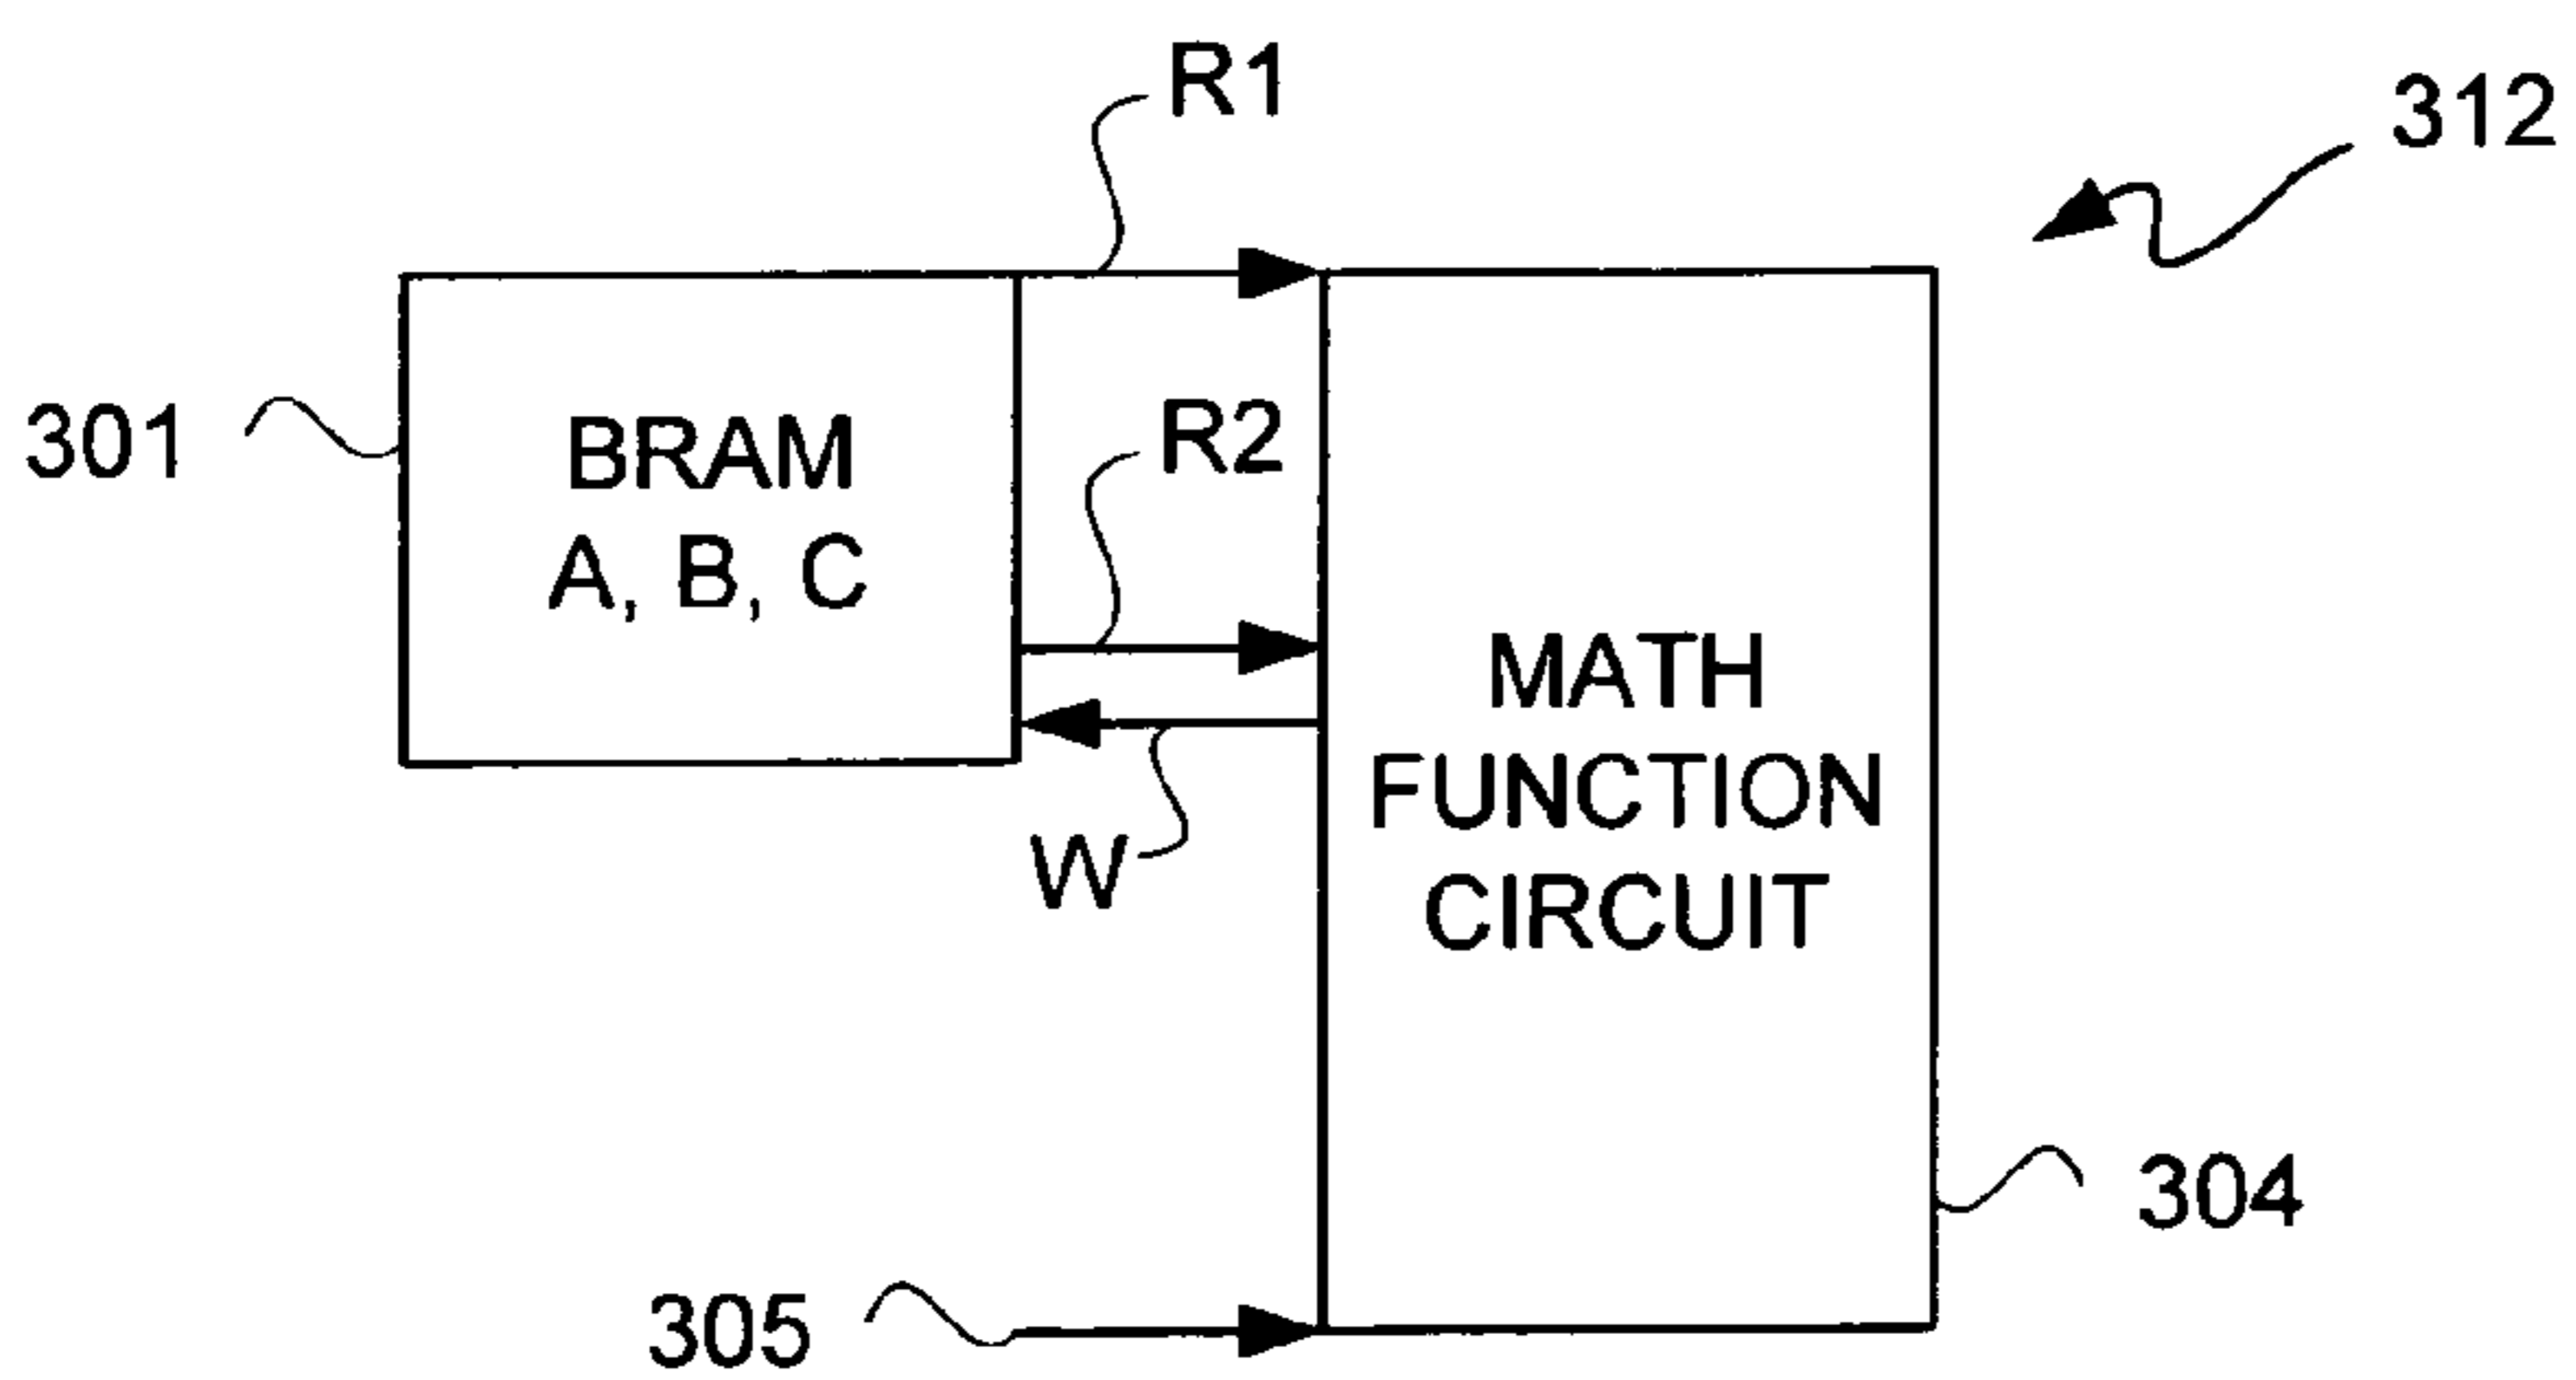 R1
312
R2
301
BRAM
A, B, C
MATH
FUNCTION
CIRCUIT
W
304
305